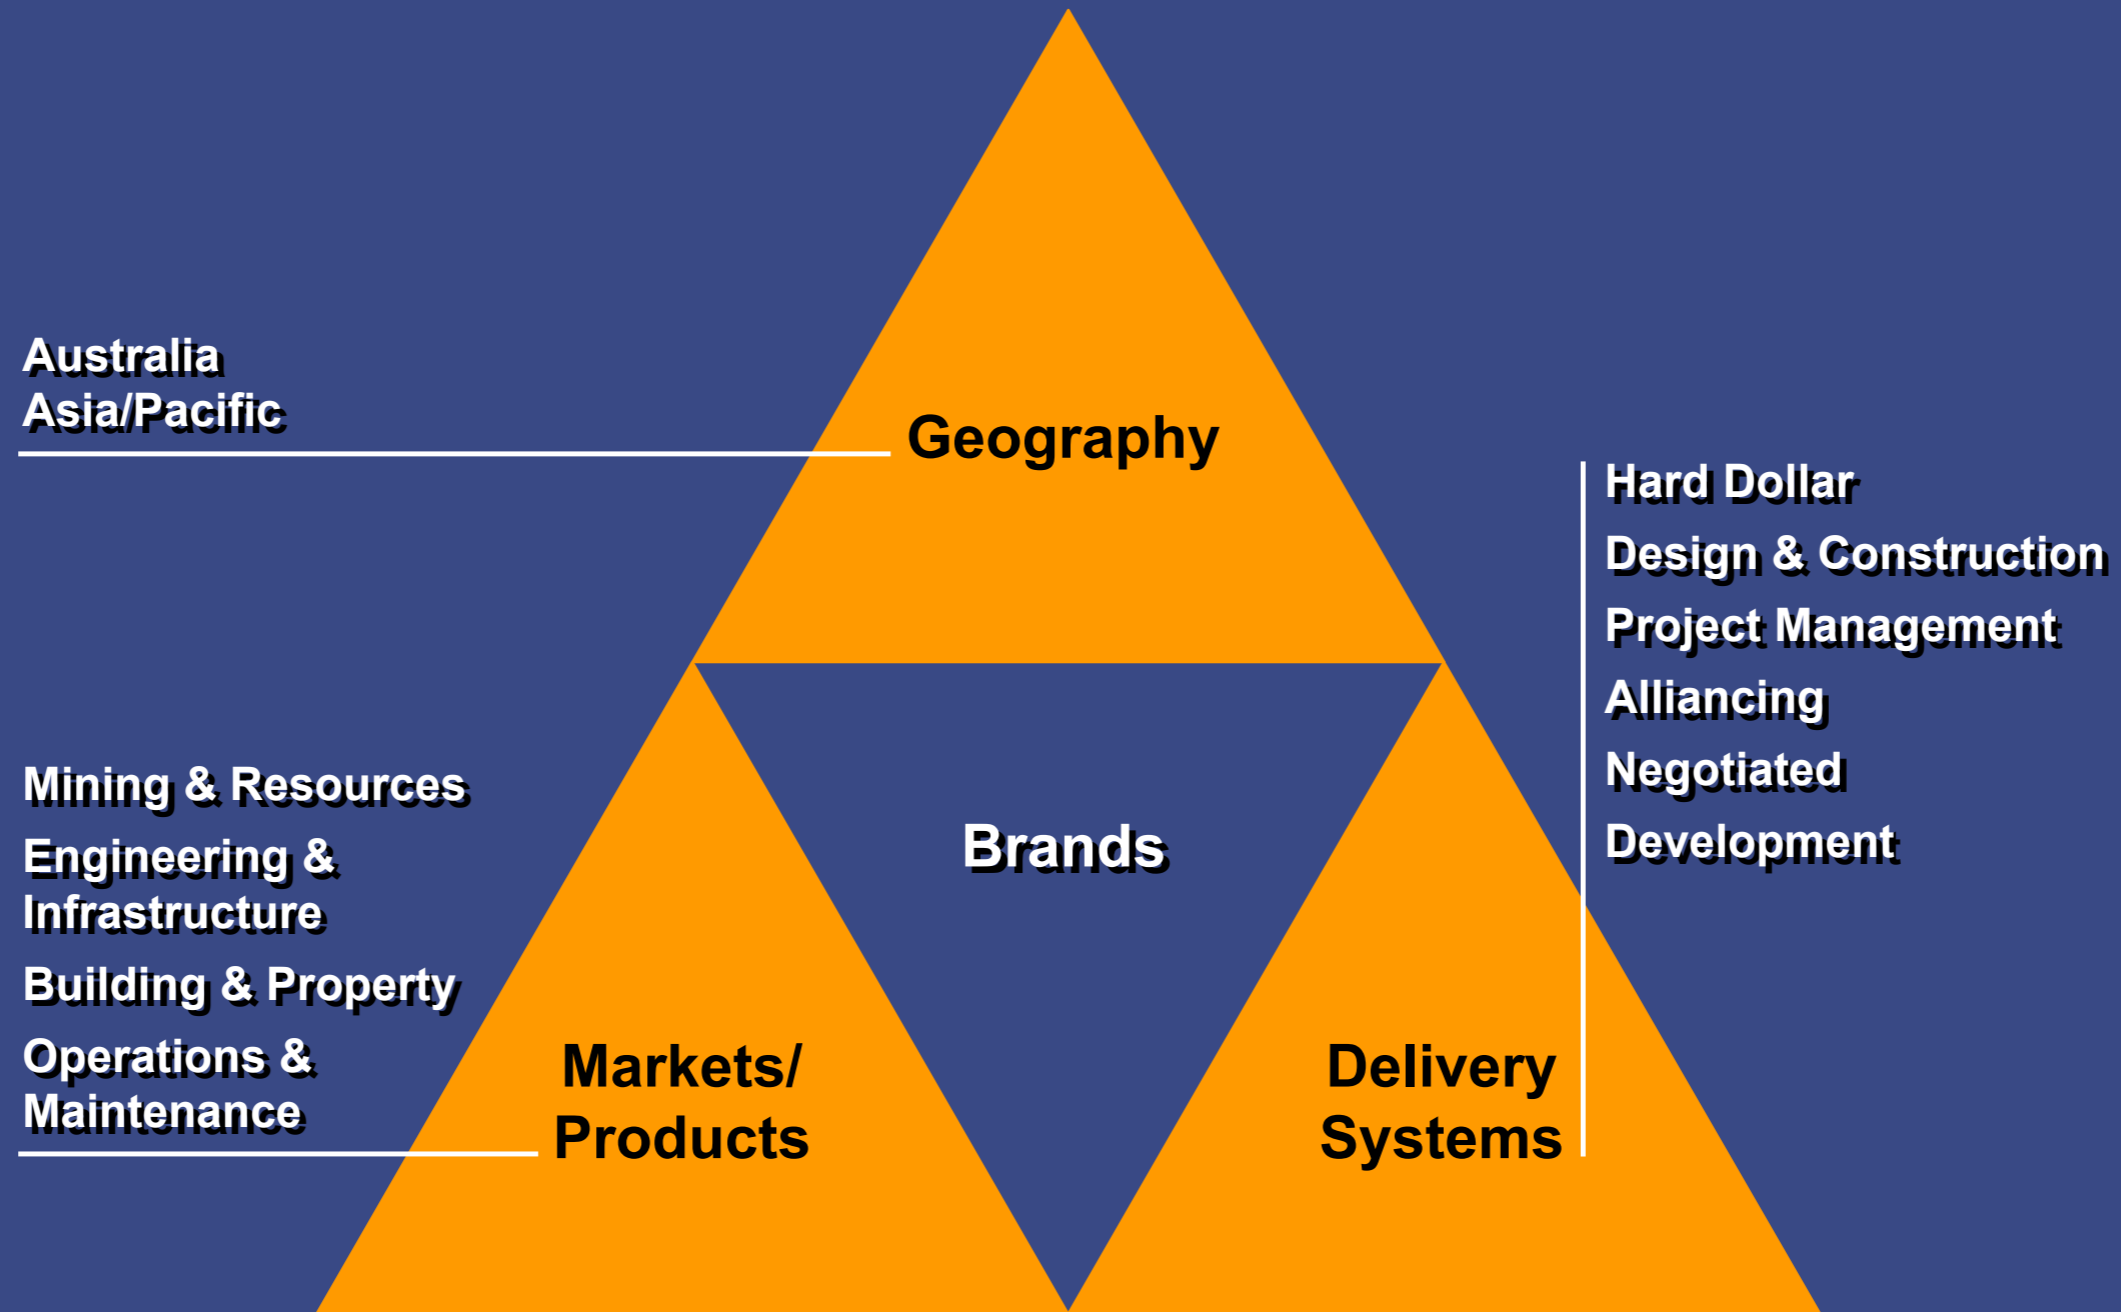 Australia
Asia/Pacific
Geography
Hard Dollar
Design & Construction
Project Management
Alliancing
Negotiated
Development
Mining & Resources
Engineering &
Infrastructure
Building & Property
Operations &
Maintenance
Brands
Markets/
Products
Delivery
Systems